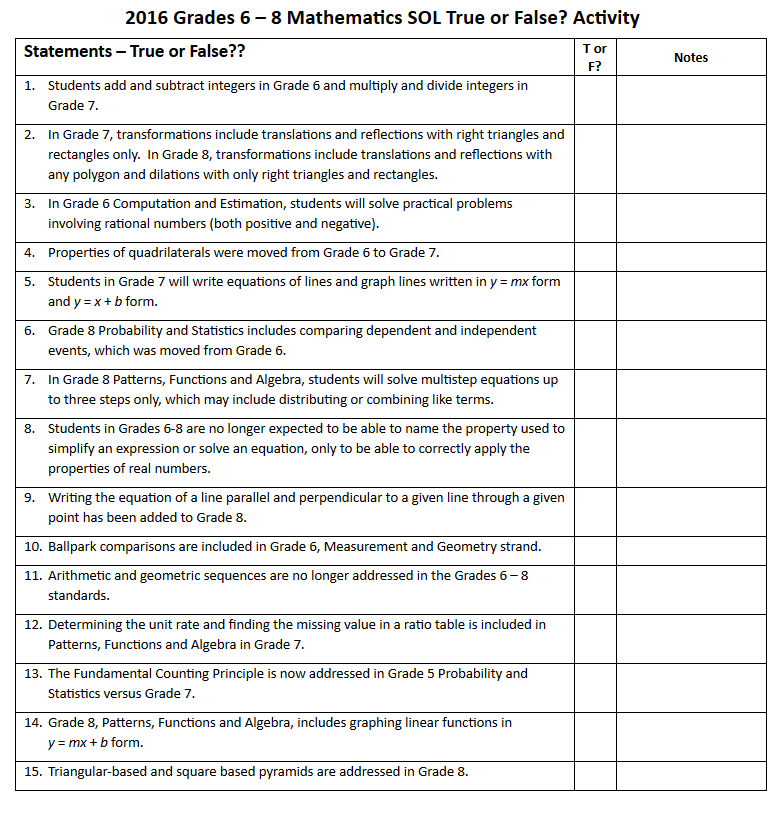 2016 Grades 6 – 8 Mathematics SOL True or False? Activity
Statements – True or False??
T or
F?
Notes
1. Students add and subtract integers in Grade 6 and multiply and divide integers in
Grade 7.
2. In Grade 7, transformations include translations and reflections with right triangles and
rectangles only. In Grade 8, transformations include translations and reflections with
any polygon and dilations with only right triangles and rectangles.
3. In Grade 6 Computation and Estimation, students will solve practical problems
involving rational numbers (both positive and negative).
4. Properties of quadrilaterals were moved from Grade 6 to Grade 7.
5. Students in Grade 7 will write equations of lines and graph lines written in y = mx form
and y = x + b form.
6. Grade 8 Probability and Statistics includes comparing dependent and independent
events, which was moved from Grade 6.
7. In Grade 8 Patterns, Functions and Algebra, students will solve multistep equations up
to three steps only, which may include distributing or combining like terms.
8. Students in Grades 6-8 are no longer expected to be able to name the property used to
simplify an expression or solve an equation, only to be able to correctly apply the
properties of real numbers.
9. Writing the equation of a line parallel and perpendicular to a given line through a given
point has been added to Grade 8.
10. Ballpark comparisons are included in Grade 6, Measurement and Geometry strand.
11. Arithmetic and geometric sequences are no longer addressed in the Grades 6 – 8
standards.
12. Determining the unit rate and finding the missing value in a ratio table is included in
Patterns, Functions and Algebra in Grade 7.
13. The Fundamental Counting Principle is now addressed in Grade 5 Probability and
Statistics versus Grade 7.
14. Grade 8, Patterns, Functions and Algebra, includes graphing linear functions in
y = mx + b form.
15. Triangular-based and square based pyramids are addressed in Grade 8.